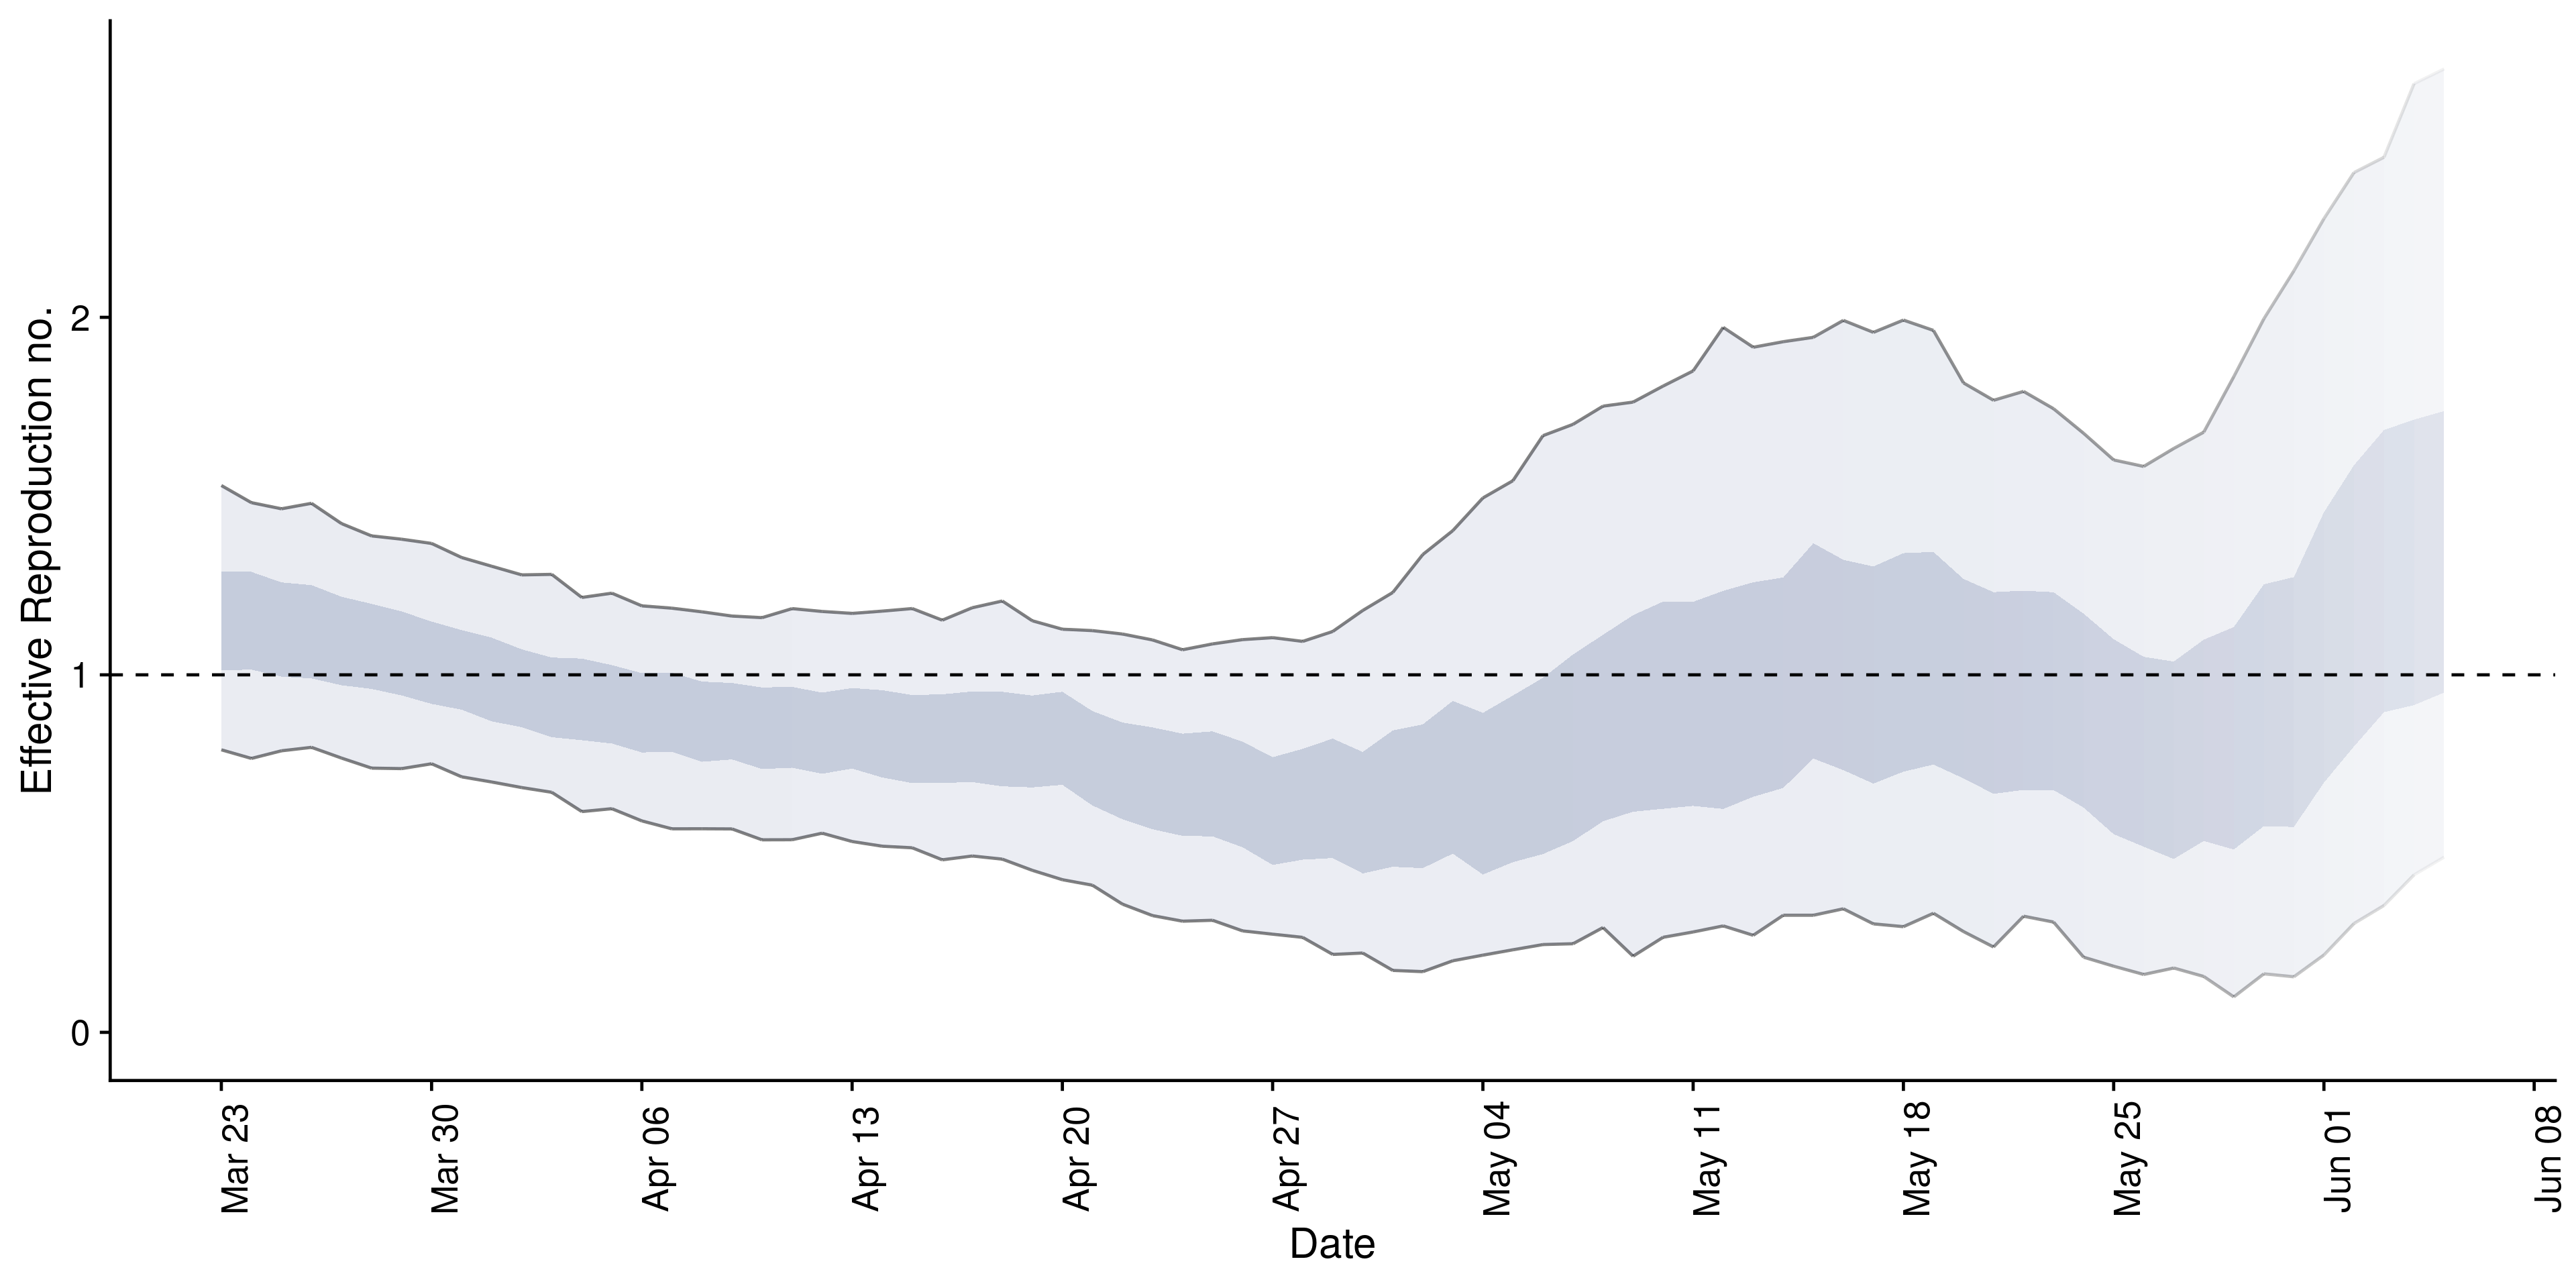 Effective Reproduction no.
2
1
0
Mar 23
Mar 30
Apr 06
Apr 13
Apr 20
Apr 27
May 04
May 11
May 18
May 25
Jun 01
Jun 08
Date